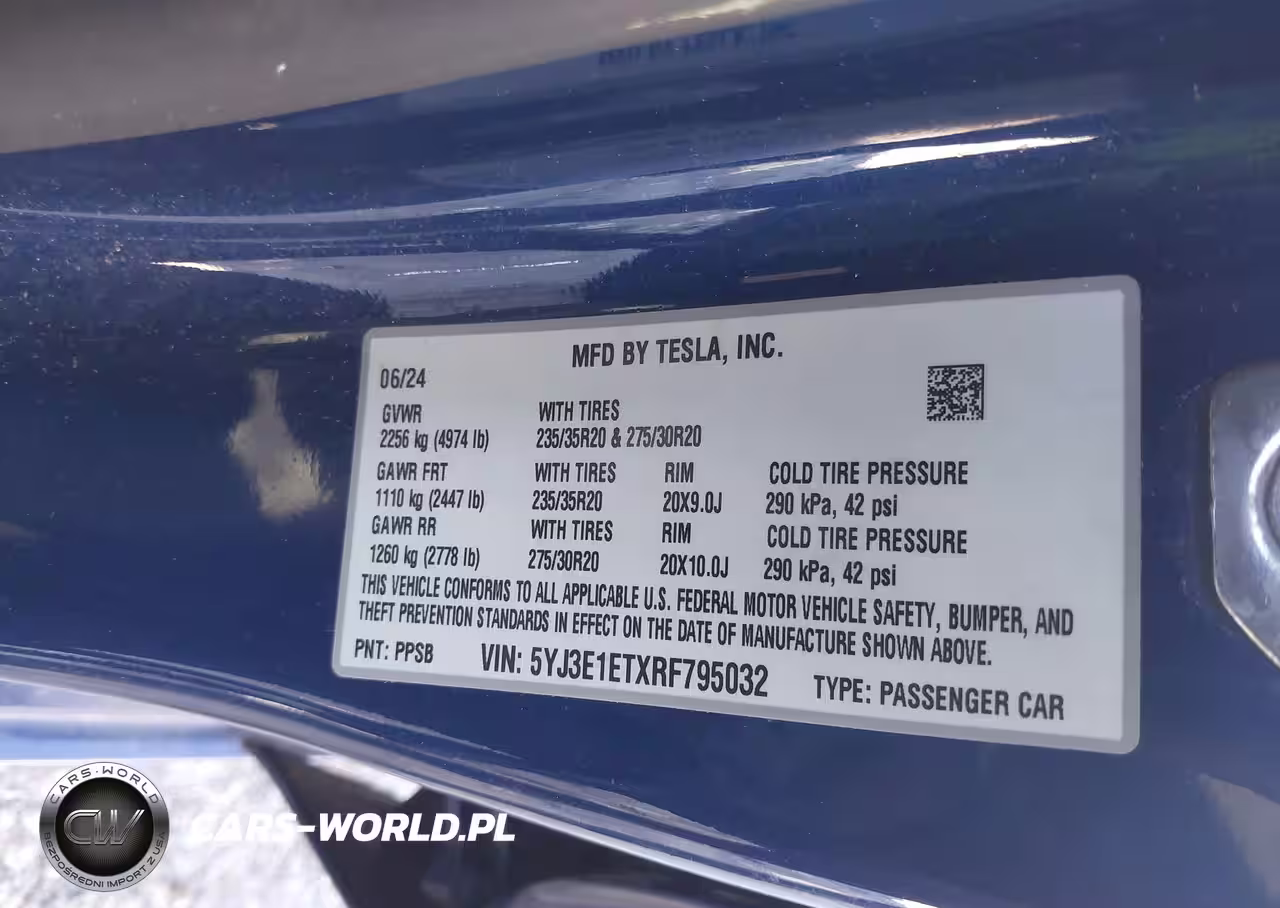 MFD BY TESLA, INC.
06/24
GVWR WITH TIRES
2256 kg (4974 lb) 235/35R20 & 275/30R20
GAWR FRT WITH TIRES RIM COLD TIRE PRESSURE
1110 kg (2447 lb) 235/35R20 20X9.0J 290 kPa, 42 psi
GAWR RR WITH TIRES RIM COLD TIRE PRESSURE
1260 kg (2778 lb) 275/30R20 20X10.0J 290 kPa, 42 psi
THIS VEHICLE CONFORMS TO ALL APPLICABLE U.S. FEDERAL MOTOR VEHICLE SAFETY, BUMPER, AND
THEFT PREVENTION STANDARDS IN EFFECT ON THE DATE OF MANUFACTURE SHOWN ABOVE.
PNT: PPSB VIN: 5YJ3E1ETXRF795032 TYPE: PASSENGER CAR
CARS-WORLD
CW
BEZPOŚREDNI IMPORT Z USA
CARS-WORLD.PL